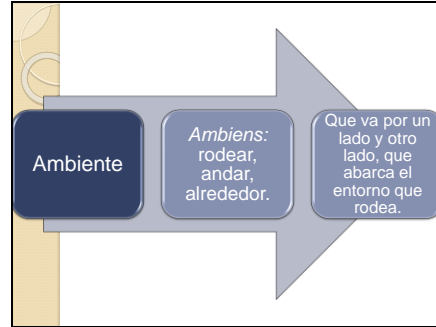 Ambiente
Ambiens:
rodear,
andar,
alrededor.
Que va por un
lado y otro
lado, que
abarca el
entorno que
rodea.